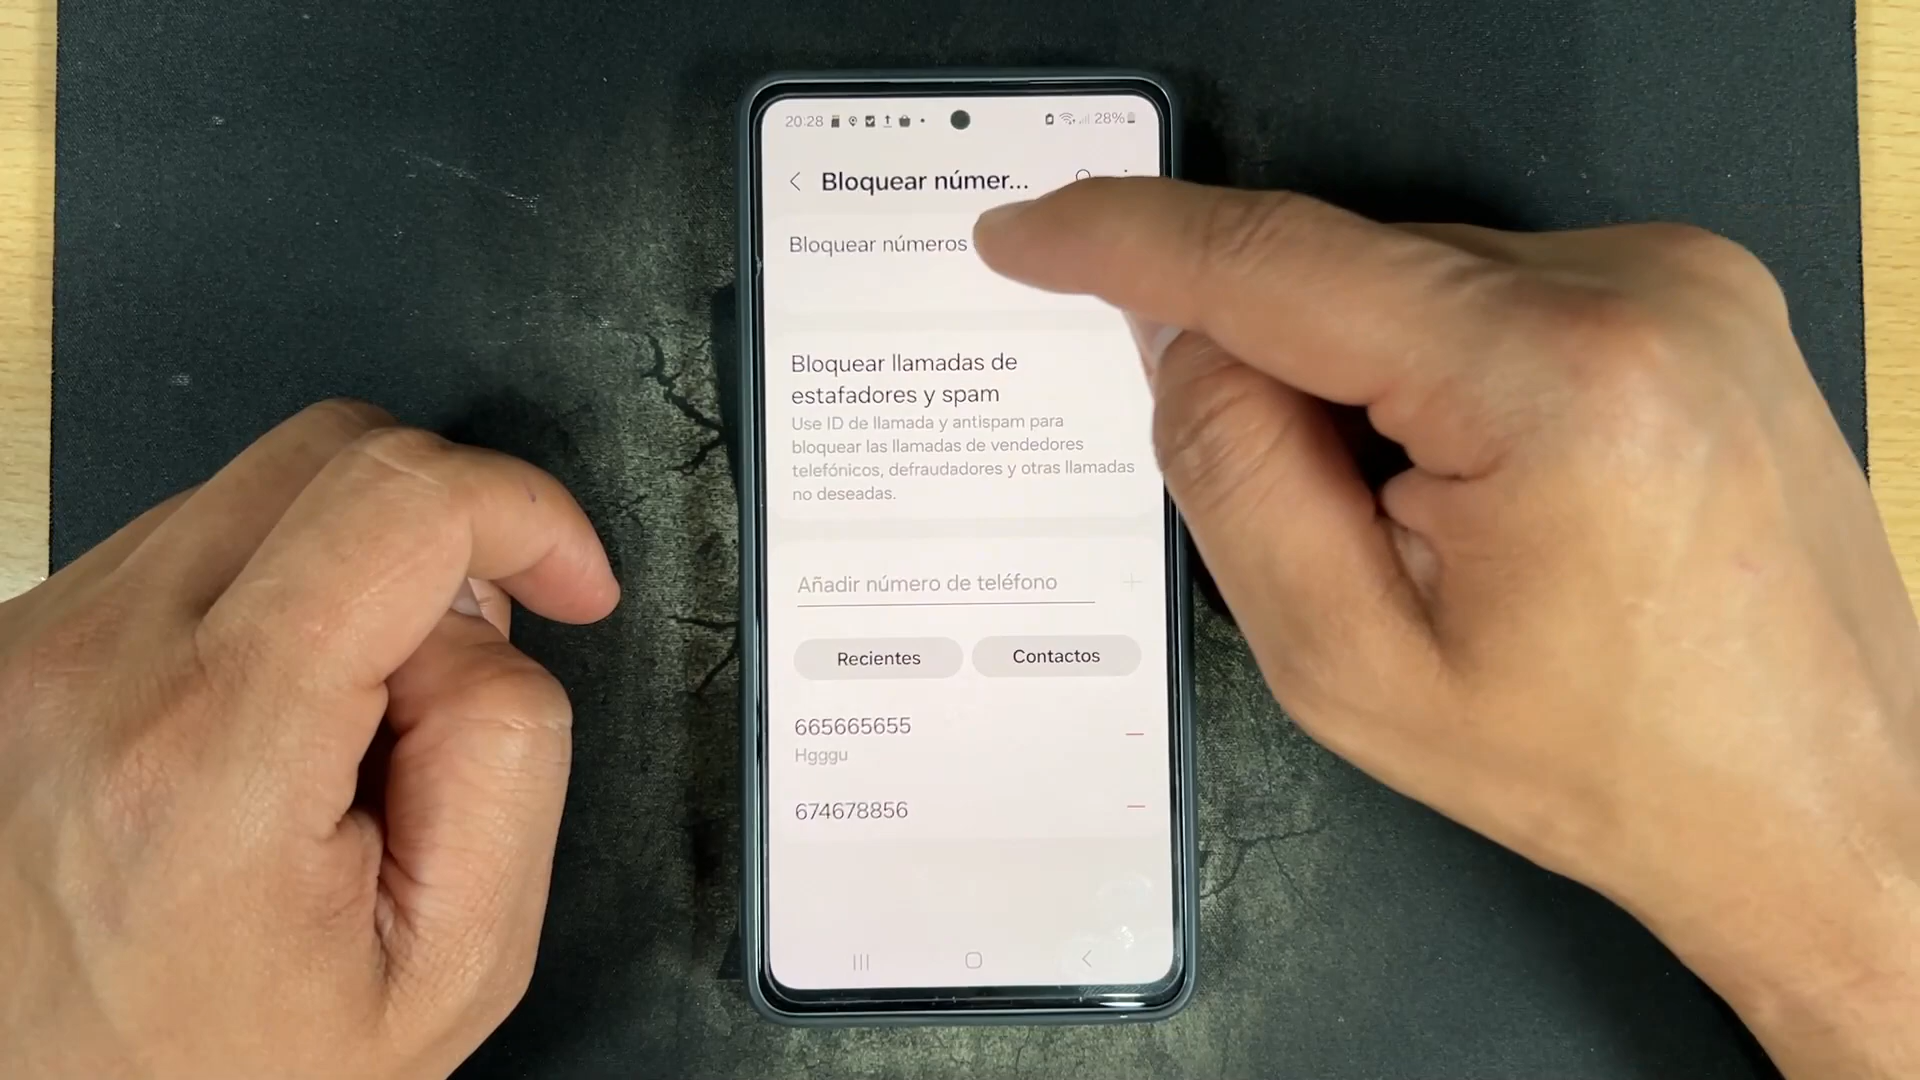 20:28
28%
Bloquear númer...
Bloquear números
Bloquear llamadas de
estafadores y spam
Use ID de llamada y antispam para
bloquear las llamadas de vendedores
telefónicos, defraudadores y otras llamadas
no deseadas.
Añadir número de teléfono
Recientes
Contactos
665665655
Hgggu
674678856